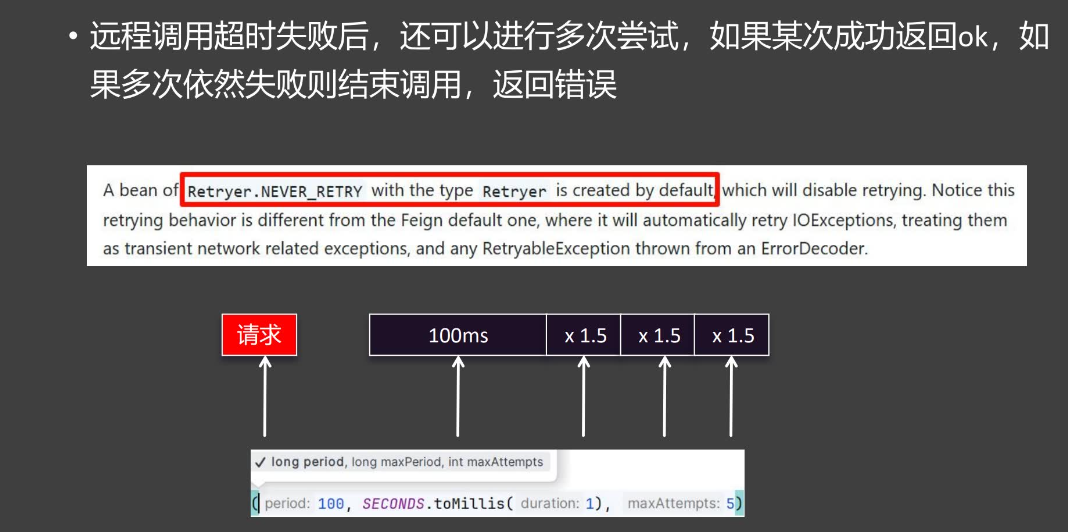 • 远程调用超时失败后，还可以进行多次尝试，如果某次成功返回ok，如
果多次依然失败则结束调用，返回错误
A bean of Retryer.NEVER_RETRY with the type Retryer is created by default, which will disable retrying. Notice this
retrying behavior is different from the Feign default one, where it will automatically retry IOExceptions, treating them
as transient network related exceptions, and any RetryableException thrown from an ErrorDecoder.
请求 100ms x 1.5 x 1.5 x 1.5
✓ long period, long maxPeriod, int maxAttempts
( period: 100, SECONDS.toMillis( duration: 1), maxAttempts: 5)